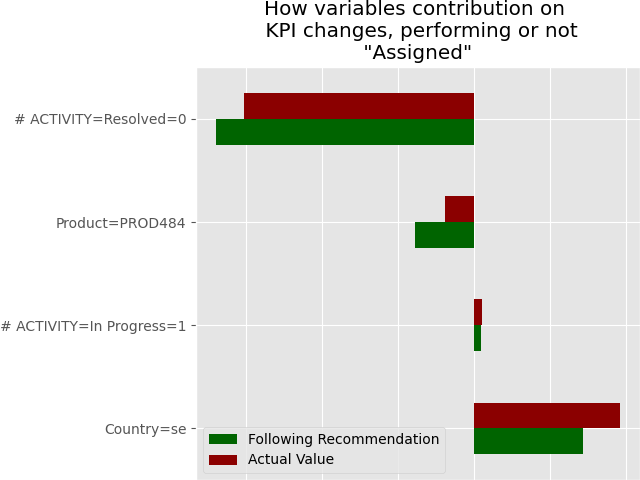 How variables contribution on
KPI changes, performing or not
"Assigned"
# ACTIVITY=Resolved=0
Product=PROD484
# ACTIVITY=In Progress=1
Country=se
Following Recommendation
Actual Value